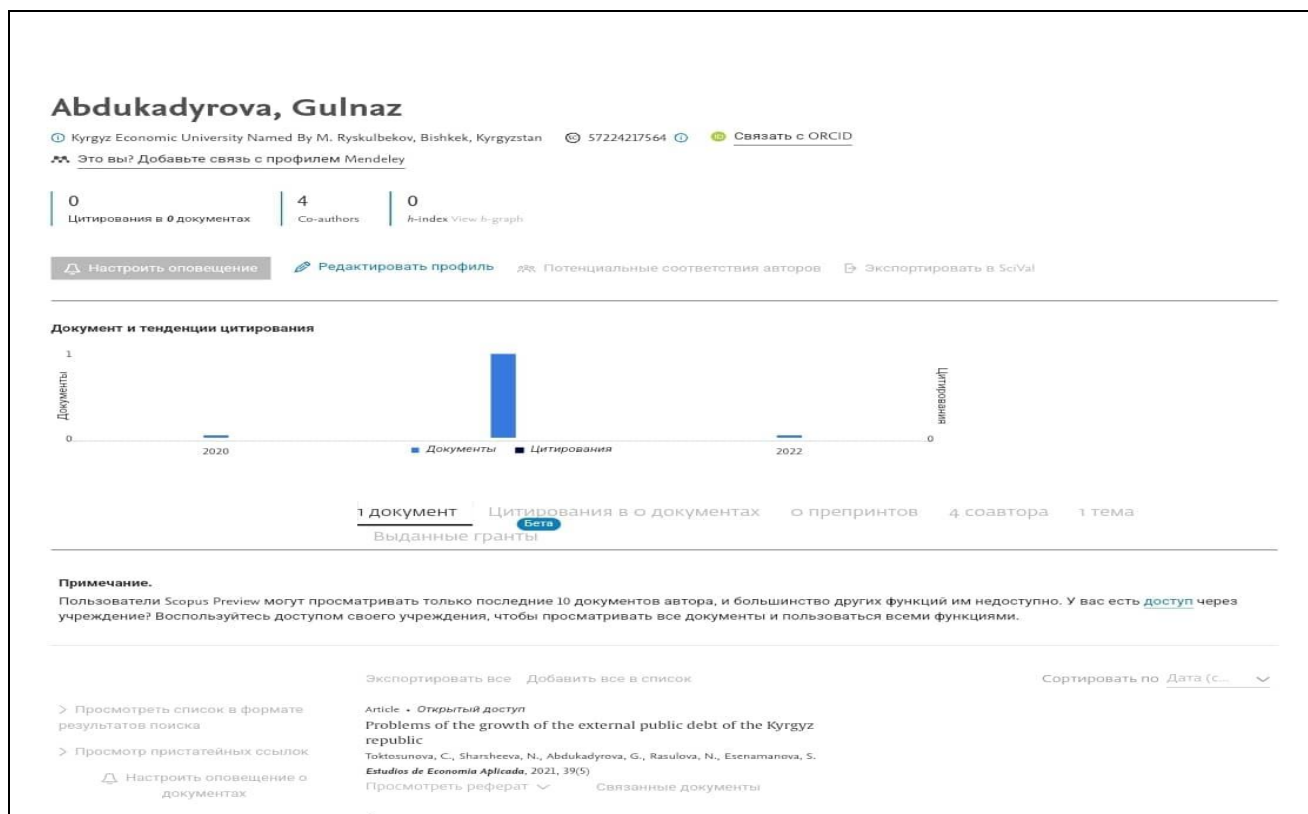 Abdukadyrova, Gulnaz
Kyrgyz Economic University Named By M. Ryskulbekov, Bishkek, Kyrgyzstan 57224217564 Связать с ORCID
Это вы? Добавьте связь с профилем Mendeley
0 4 0
Цитирования в 0 документах Co-authors h-index View h-graph
Настроить оповещение Редактировать профиль Потенциальные соответствия авторов Экспортировать в SciVal
Документ и тенденции цитирования
1
Документы
Цитирования
0 0
2020 Документы Цитирования 2022
1 документ Цитирования в 0 документах 0 препринтов 4 соавтора 1 тема
Бета
Выданные гранты
Примечание.
Пользователи Scopus Preview могут просматривать только последние 10 документов автора, и большинство других функций им недоступно. У вас есть доступ через
учреждение? Воспользуйтесь доступом своего учреждения, чтобы просматривать все документы и пользоваться всеми функциями.
Экспортировать все Добавить все в список Сортировать по Дата (с...
Просмотреть список в формате
результатов поиска
Просмотр пристатейных ссылок
Настроить оповещение о
документах
Article • Открытый доступ
Problems of the growth of the external public debt of the Kyrgyz
republic
Toktosunova, C., Sharsheeva, N., Abdukadyrova, G., Rasulova, N., Esenamanova, S.
Estudios de Economia Aplicada, 2021, 39(5)
Просмотреть реферат Связанные документы